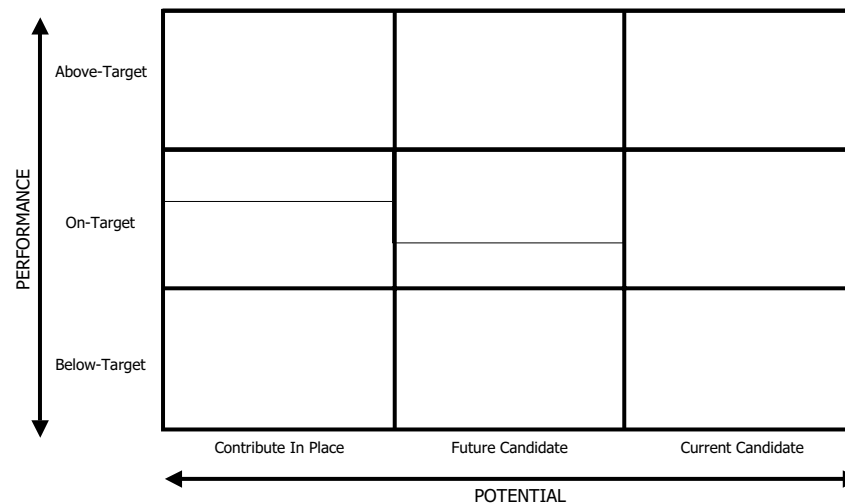 Above-Target
On-Target
Below-Target
PERFORMANCE
Contribute In Place
Future Candidate
Current Candidate
POTENTIAL